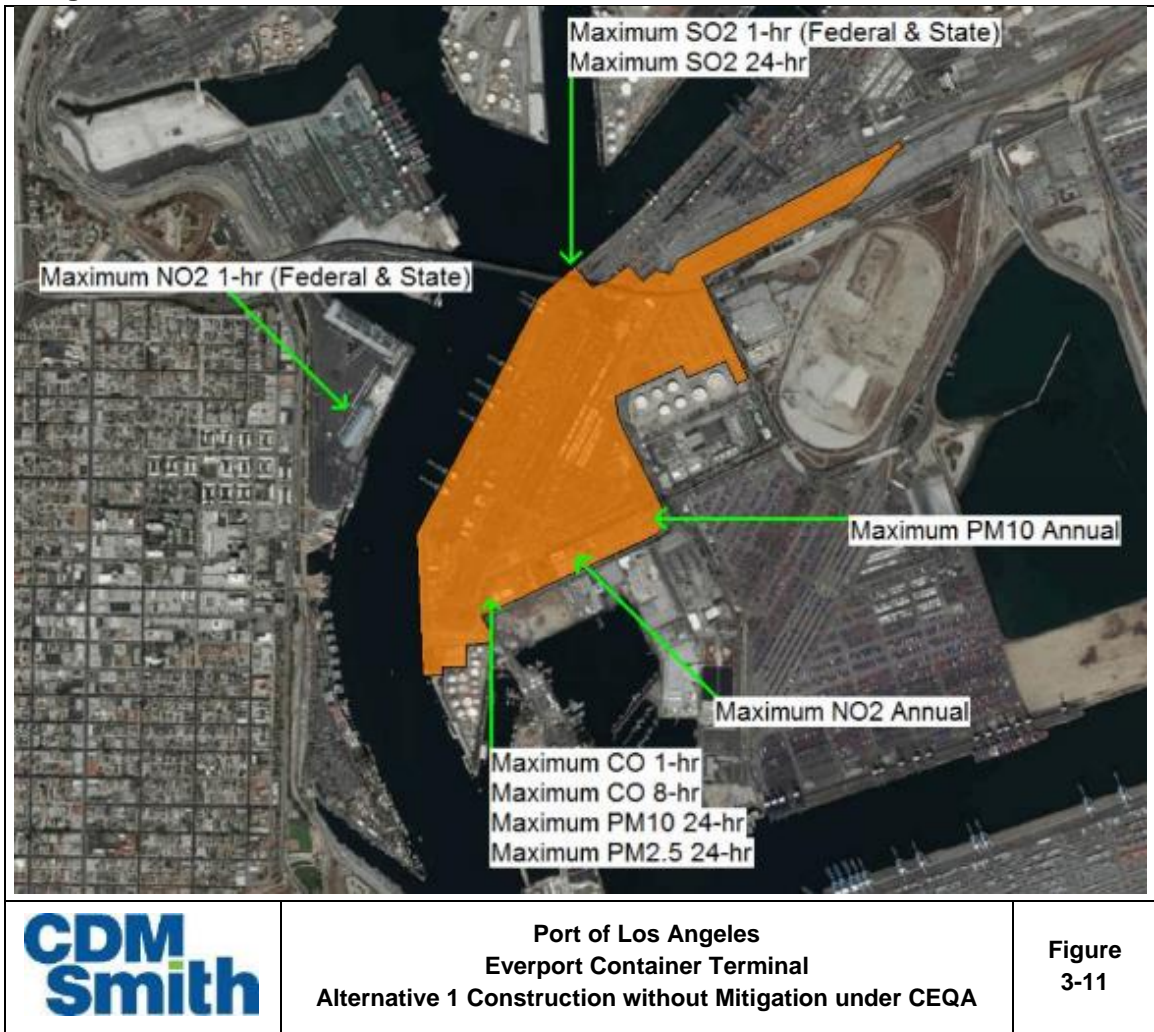 Maximum SO2 1-hr (Federal & State)
Maximum SO2 24-hr
Maximum NO2 1-hr (Federal & State)
Maximum PM10 Annual
Maximum NO2 Annual
Maximum CO 1-hr
Maximum CO 8-hr
Maximum PM10 24-hr
Maximum PM2.5 24-hr
CDM
Smith
Port of Los Angeles
Everport Container Terminal
Alternative 1 Construction without Mitigation under CEQA
Figure
3-11